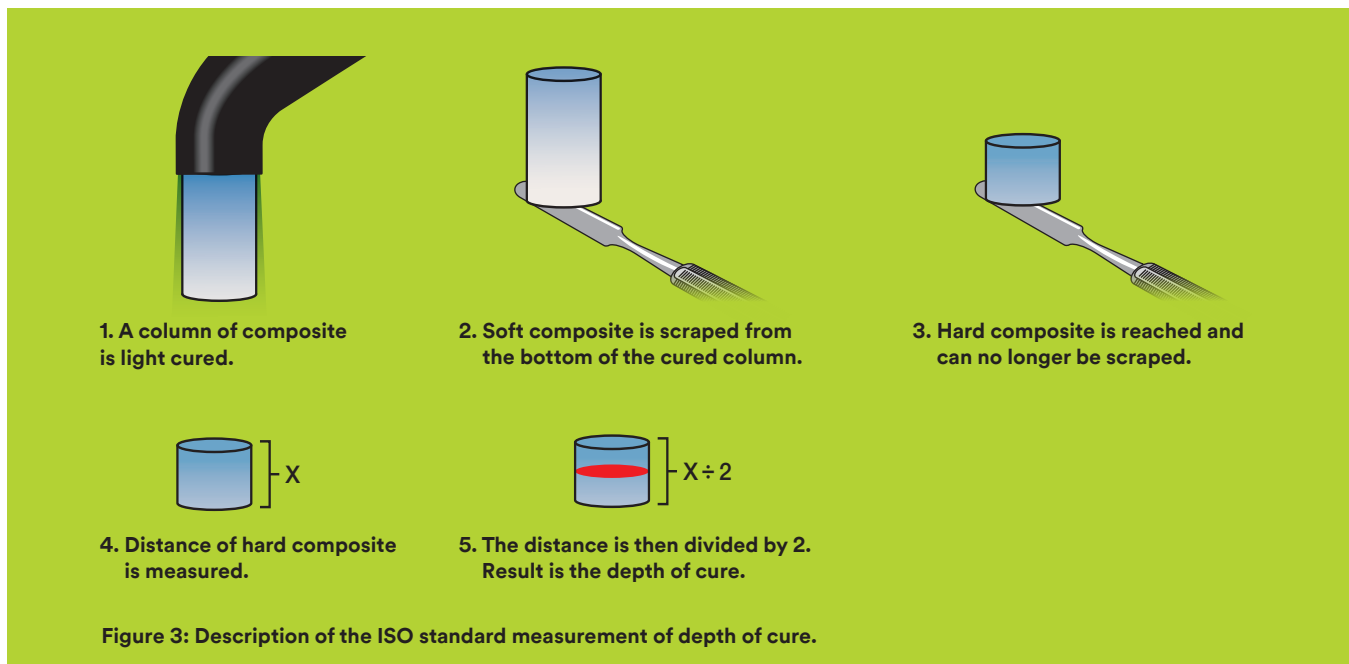 1. A column of composite
is light cured.
2. Soft composite is scraped from
the bottom of the cured column.
3. Hard composite is reached and
can no longer be scraped.
X
4. Distance of hard composite
is measured.
X ÷ 2
5. The distance is then divided by 2.
Result is the depth of cure.
Figure 3: Description of the ISO standard measurement of depth of cure.